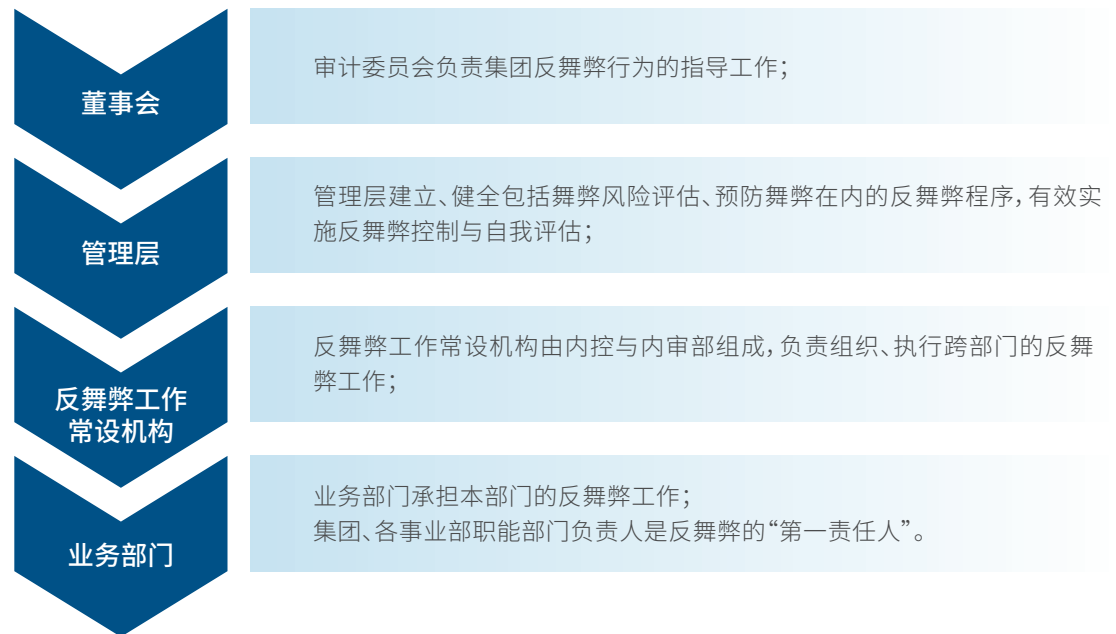 董事会
审计委员会负责集团反舞弊行为的指导工作；
管理层
管理层建立、健全包括舞弊风险评估、预防舞弊在内的反舞弊程序，有效实
施反舞弊控制与自我评估；
反舞弊工作
常设机构
反舞弊工作常设机构由内控与内审部组成，负责组织、执行跨部门的反舞
弊工作；
业务部门
业务部门承担本部门的反舞弊工作；
集团、各事业部职能部门负责人是反舞弊的“第一责任人”。